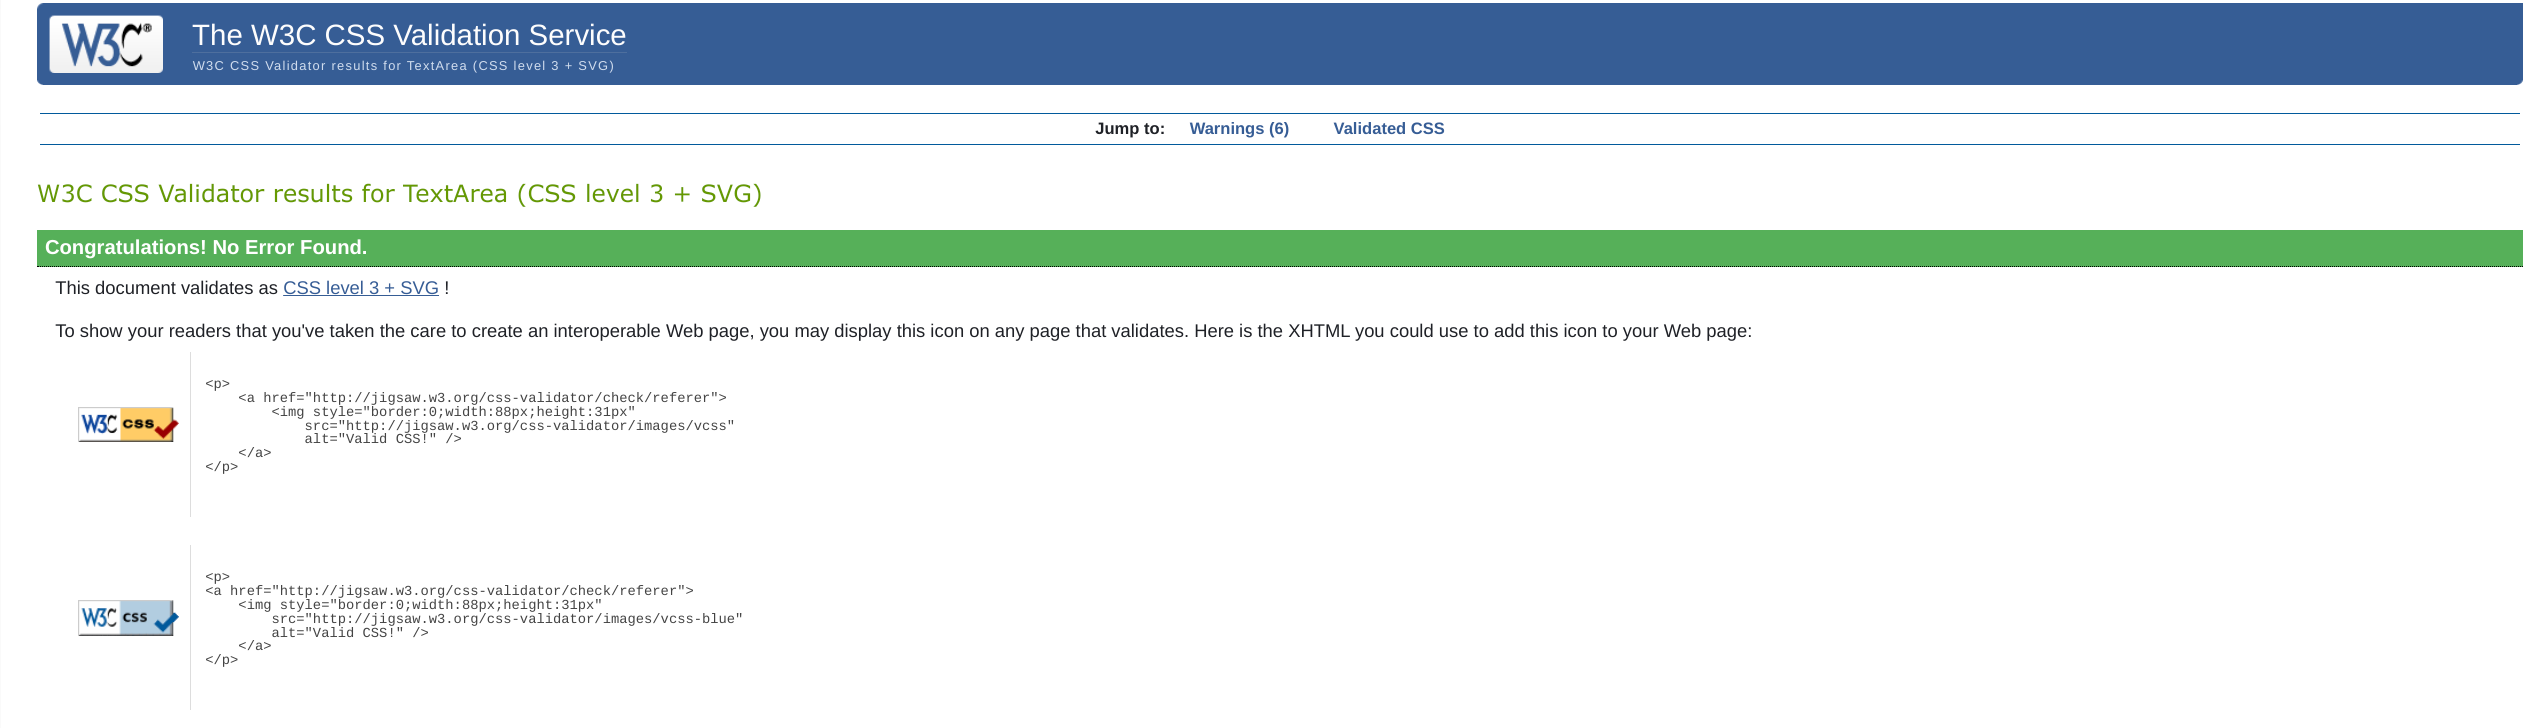 W3C®
The W3C CSS Validation Service
W3C CSS Validator results for TextArea (CSS level 3 + SVG)
Jump to: Warnings (6) Validated CSS
W3C CSS Validator results for TextArea (CSS level 3 + SVG)
Congratulations! No Error Found.
This document validates as CSS level 3 + SVG !
To show your readers that you've taken the care to create an interoperable Web page, you may display this icon on any page that validates. Here is the XHTML you could use to add this icon to your Web page:
W3C css
<p>
    <a href="http://jigsaw.w3.org/css-validator/check/referer">
        <img style="border:0;width:88px;height:31px"
            src="http://jigsaw.w3.org/css-validator/images/vcss"
            alt="Valid CSS!" />
    </a>
</p>
W3C css
<p>
<a href="http://jigsaw.w3.org/css-validator/check/referer">
    <img style="border:0;width:88px;height:31px"
        src="http://jigsaw.w3.org/css-validator/images/vcss-blue"
        alt="Valid CSS!" />
    </a>
</p>